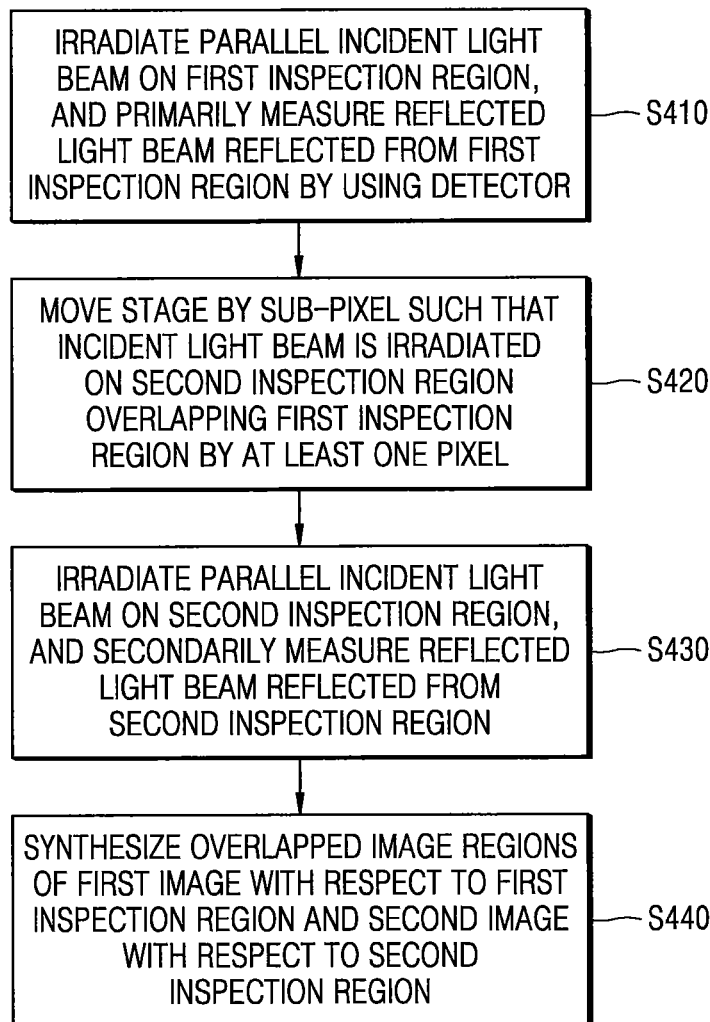 IRRADIATE PARALLEL INCIDENT LIGHT
BEAM ON FIRST INSPECTION REGION,
AND PRIMARILY MEASURE REFLECTED
LIGHT BEAM REFLECTED FROM FIRST
INSPECTION REGION BY USING DETECTOR
S410
MOVE STAGE BY SUB-PIXEL SUCH THAT
INCIDENT LIGHT BEAM IS IRRADIATED
ON SECOND INSPECTION REGION
OVERLAPPING FIRST INSPECTION
REGION BY AT LEAST ONE PIXEL
S420
IRRADIATE PARALLEL INCIDENT LIGHT
BEAM ON SECOND INSPECTION REGION,
AND SECONDARILY MEASURE REFLECTED
LIGHT BEAM REFLECTED FROM
SECOND INSPECTION REGION
S430
SYNTHESIZE OVERLAPPED IMAGE REGIONS
OF FIRST IMAGE WITH RESPECT TO FIRST
INSPECTION REGION AND SECOND IMAGE
WITH RESPECT TO SECOND
INSPECTION REGION
S440